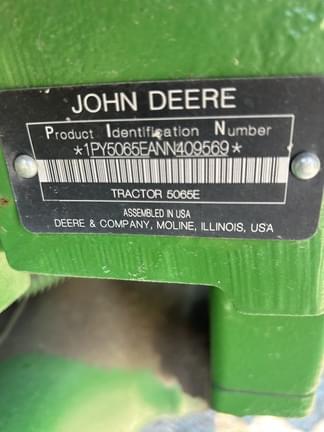 JOHN DEERE
Product Identification Number
*1PY5065EANN409569*
TRACTOR 5065E
ASSEMBLED IN USA
DEERE & COMPANY, MOLINE, ILLINOIS, USA